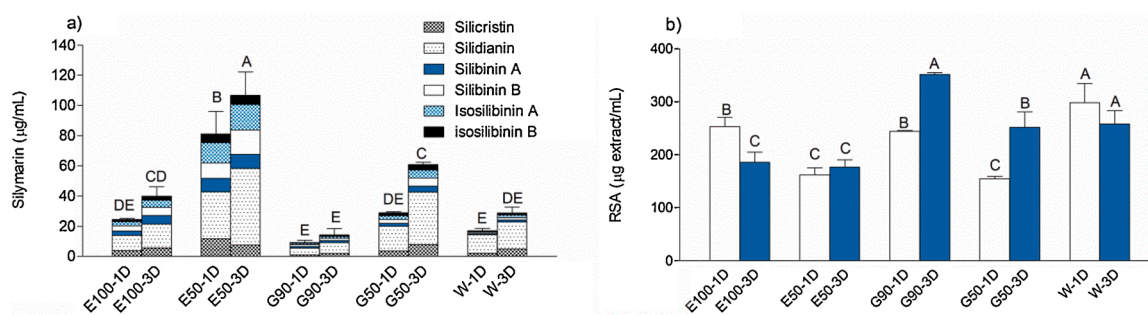 a)
Silymarin (µg/mL)
140
120
100
80
60
40
20
0
Silicristin
Silidianin
Silibinin A
Silibinin B
Isosilibinin A
isosilibinin B
DE
CD
B
A
E
E
DE
C
E
DE
E100-1D
E100-3D
E50-1D
E50-3D
G90-1D
G90-3D
G50-1D
G50-3D
W-1D
W-3D
b)
RSA (µg extract/mL)
400
300
200
100
0
B
C
C
C
B
A
C
B
A
A
E100-1D
E100-3D
E50-1D
E50-3D
G90-1D
G90-3D
G50-1D
G50-3D
W-1D
W-3D